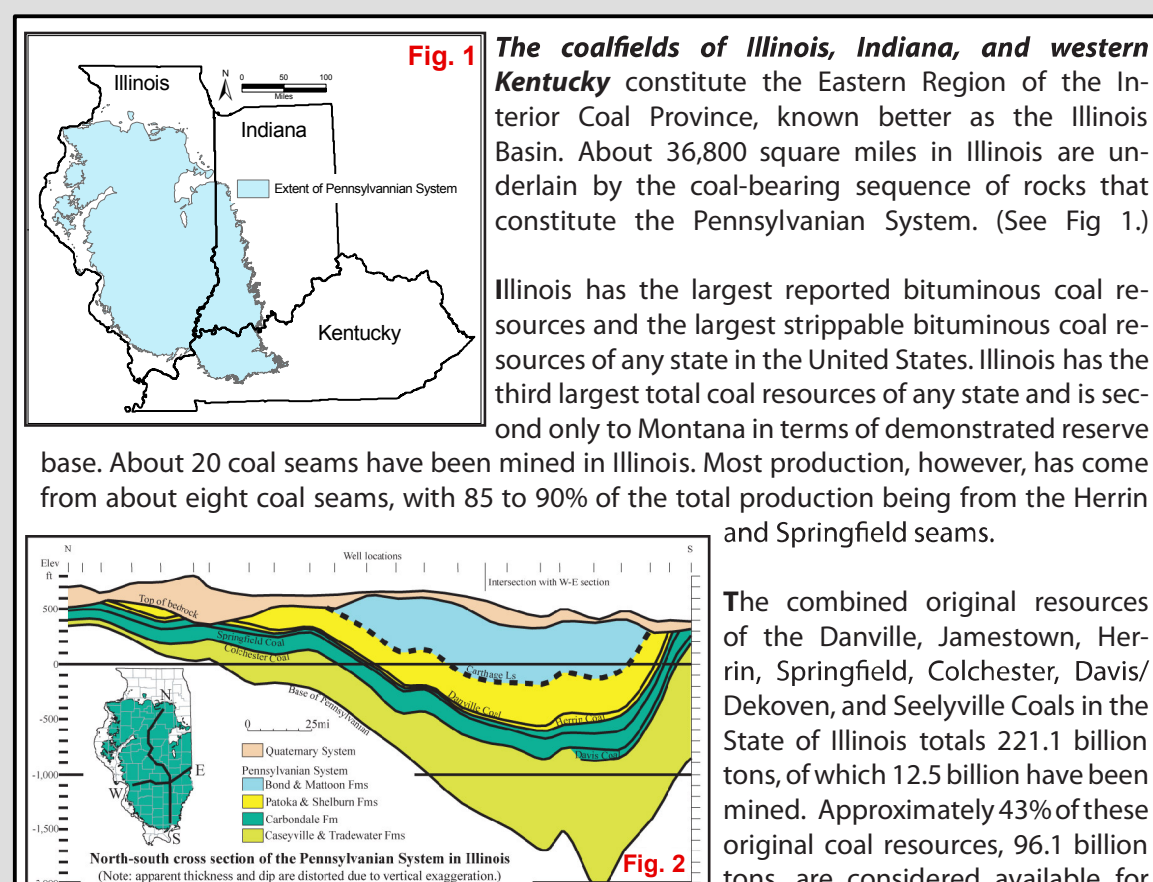 Fig. 1
Illinois
N
0 50 100
Miles
Indiana
Extent of Pennsylvannian System
Kentucky
The coalfields of Illinois, Indiana, and western
Kentucky constitute the Eastern Region of the In-
terior Coal Province, known better as the Illinois
Basin. About 36,800 square miles in Illinois are un-
derlain by the coal-bearing sequence of rocks that
constitute the Pennsylvanian System. (See Fig 1.)
Illinois has the largest reported bituminous coal re-
sources and the largest strippable bituminous coal re-
sources of any state in the United States. Illinois has the
third largest total coal resources of any state and is sec-
ond only to Montana in terms of demonstrated reserve
base. About 20 coal seams have been mined in Illinois. Most production, however, has come
from about eight coal seams, with 85 to 90% of the total production being from the Herrin
and Springfield seams.
N
Well locations
S
Elev
ft
Intersection with W-E section
500
0
-500
-1,000
-1,500
Top of bedrock
Springfield Coal
Colchester Coal
Base of Pennsylvanian
Carthage Ls
Danville Coal
Herrin Coal
Davis Coal
N
E
W
S
0 25mi
Quaternary System
Pennsylvanian System
Bond & Mattoon Fms
Patoka & Shelburn Fms
Carbondale Fm
Caseyville & Tradewater Fms
North-south cross section of the Pennsylvanian System in Illinois
(Note: apparent thickness and dip are distorted due to vertical exaggeration.)
Fig. 2
The combined original resources
of the Danville, Jamestown, Her-
rin, Springfield, Colchester, Davis/
Dekoven, and Seelyville Coals in the
State of Illinois totals 221.1 billion
tons, of which 12.5 billion have been
mined. Approximately 43% of these
original coal resources, 96.1 billion
tons, are considered available for